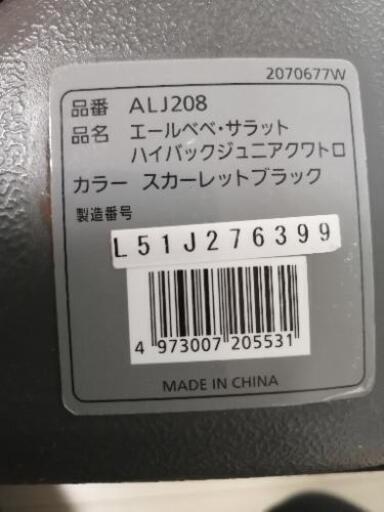 2070677W
品番 ALJ208
品名 エールベベ・サラット
ハイバックジュニアクワトロ
カラー スカーレットブラック
製造番号
L51J276399
4 973007 205531
MADE IN CHINA